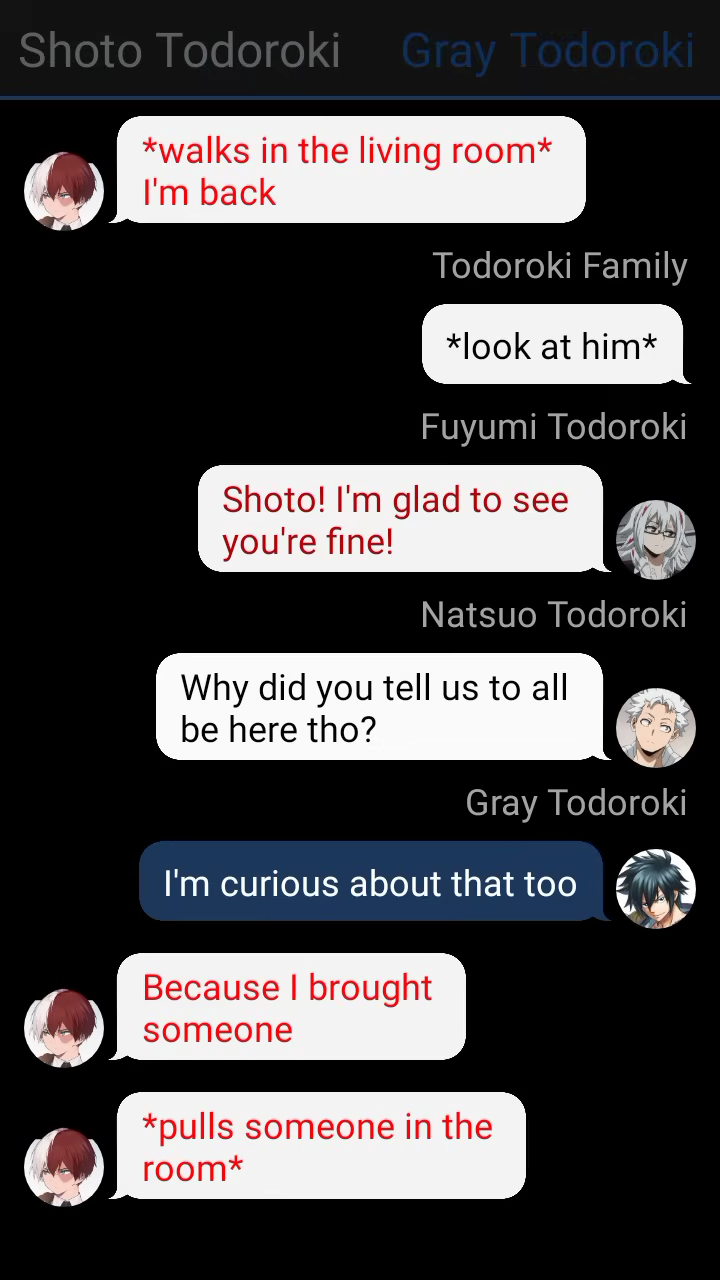 Shoto Todoroki Gray Todoroki
*walks in the living room*
I'm back
Todoroki Family
*look at him*
Fuyumi Todoroki
Shoto! I'm glad to see
you're fine!
Natsuo Todoroki
Why did you tell us to all
be here tho?
Gray Todoroki
I'm curious about that too
Because I brought
someone
*pulls someone in the
room*